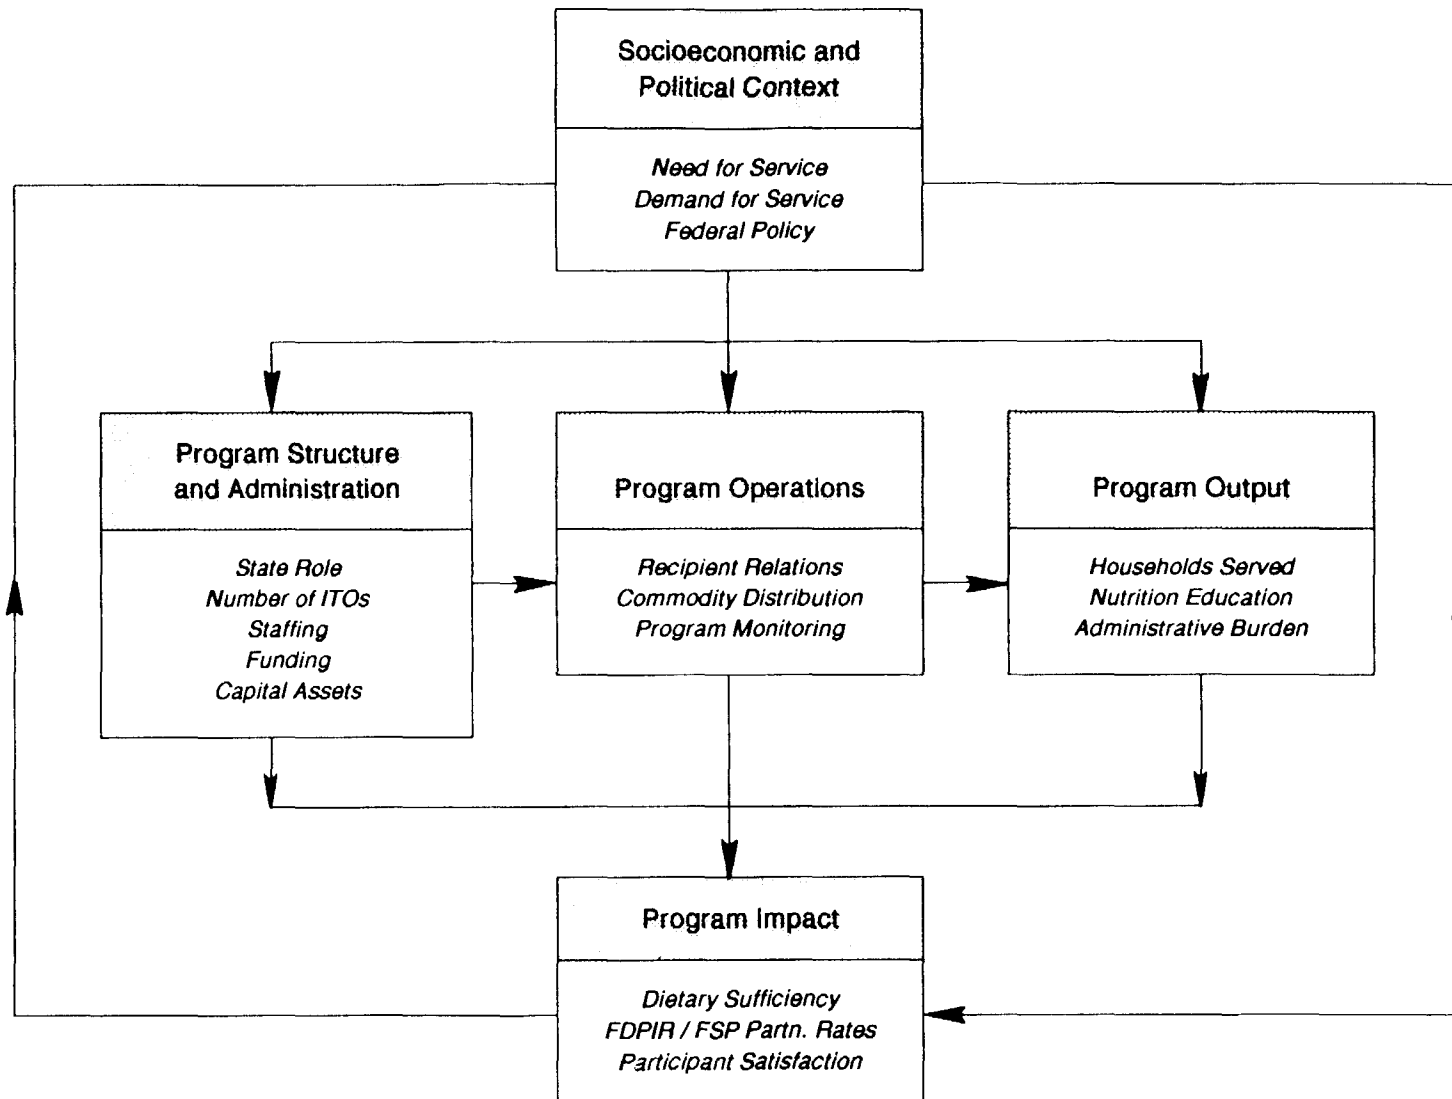 Socioeconomic and
Political Context
Need for Service
Demand for Service
Federal Policy
Program Structure
and Administration
State Role
Number of ITOs
Staffing
Funding
Capital Assets
Program Operations
Recipient Relations
Commodity Distribution
Program Monitoring
Program Output
Households Served
Nutrition Education
Administrative Burden
Program Impact
Dietary Sufficiency
FDPIR / FSP Partn. Rates
Participant Satisfaction